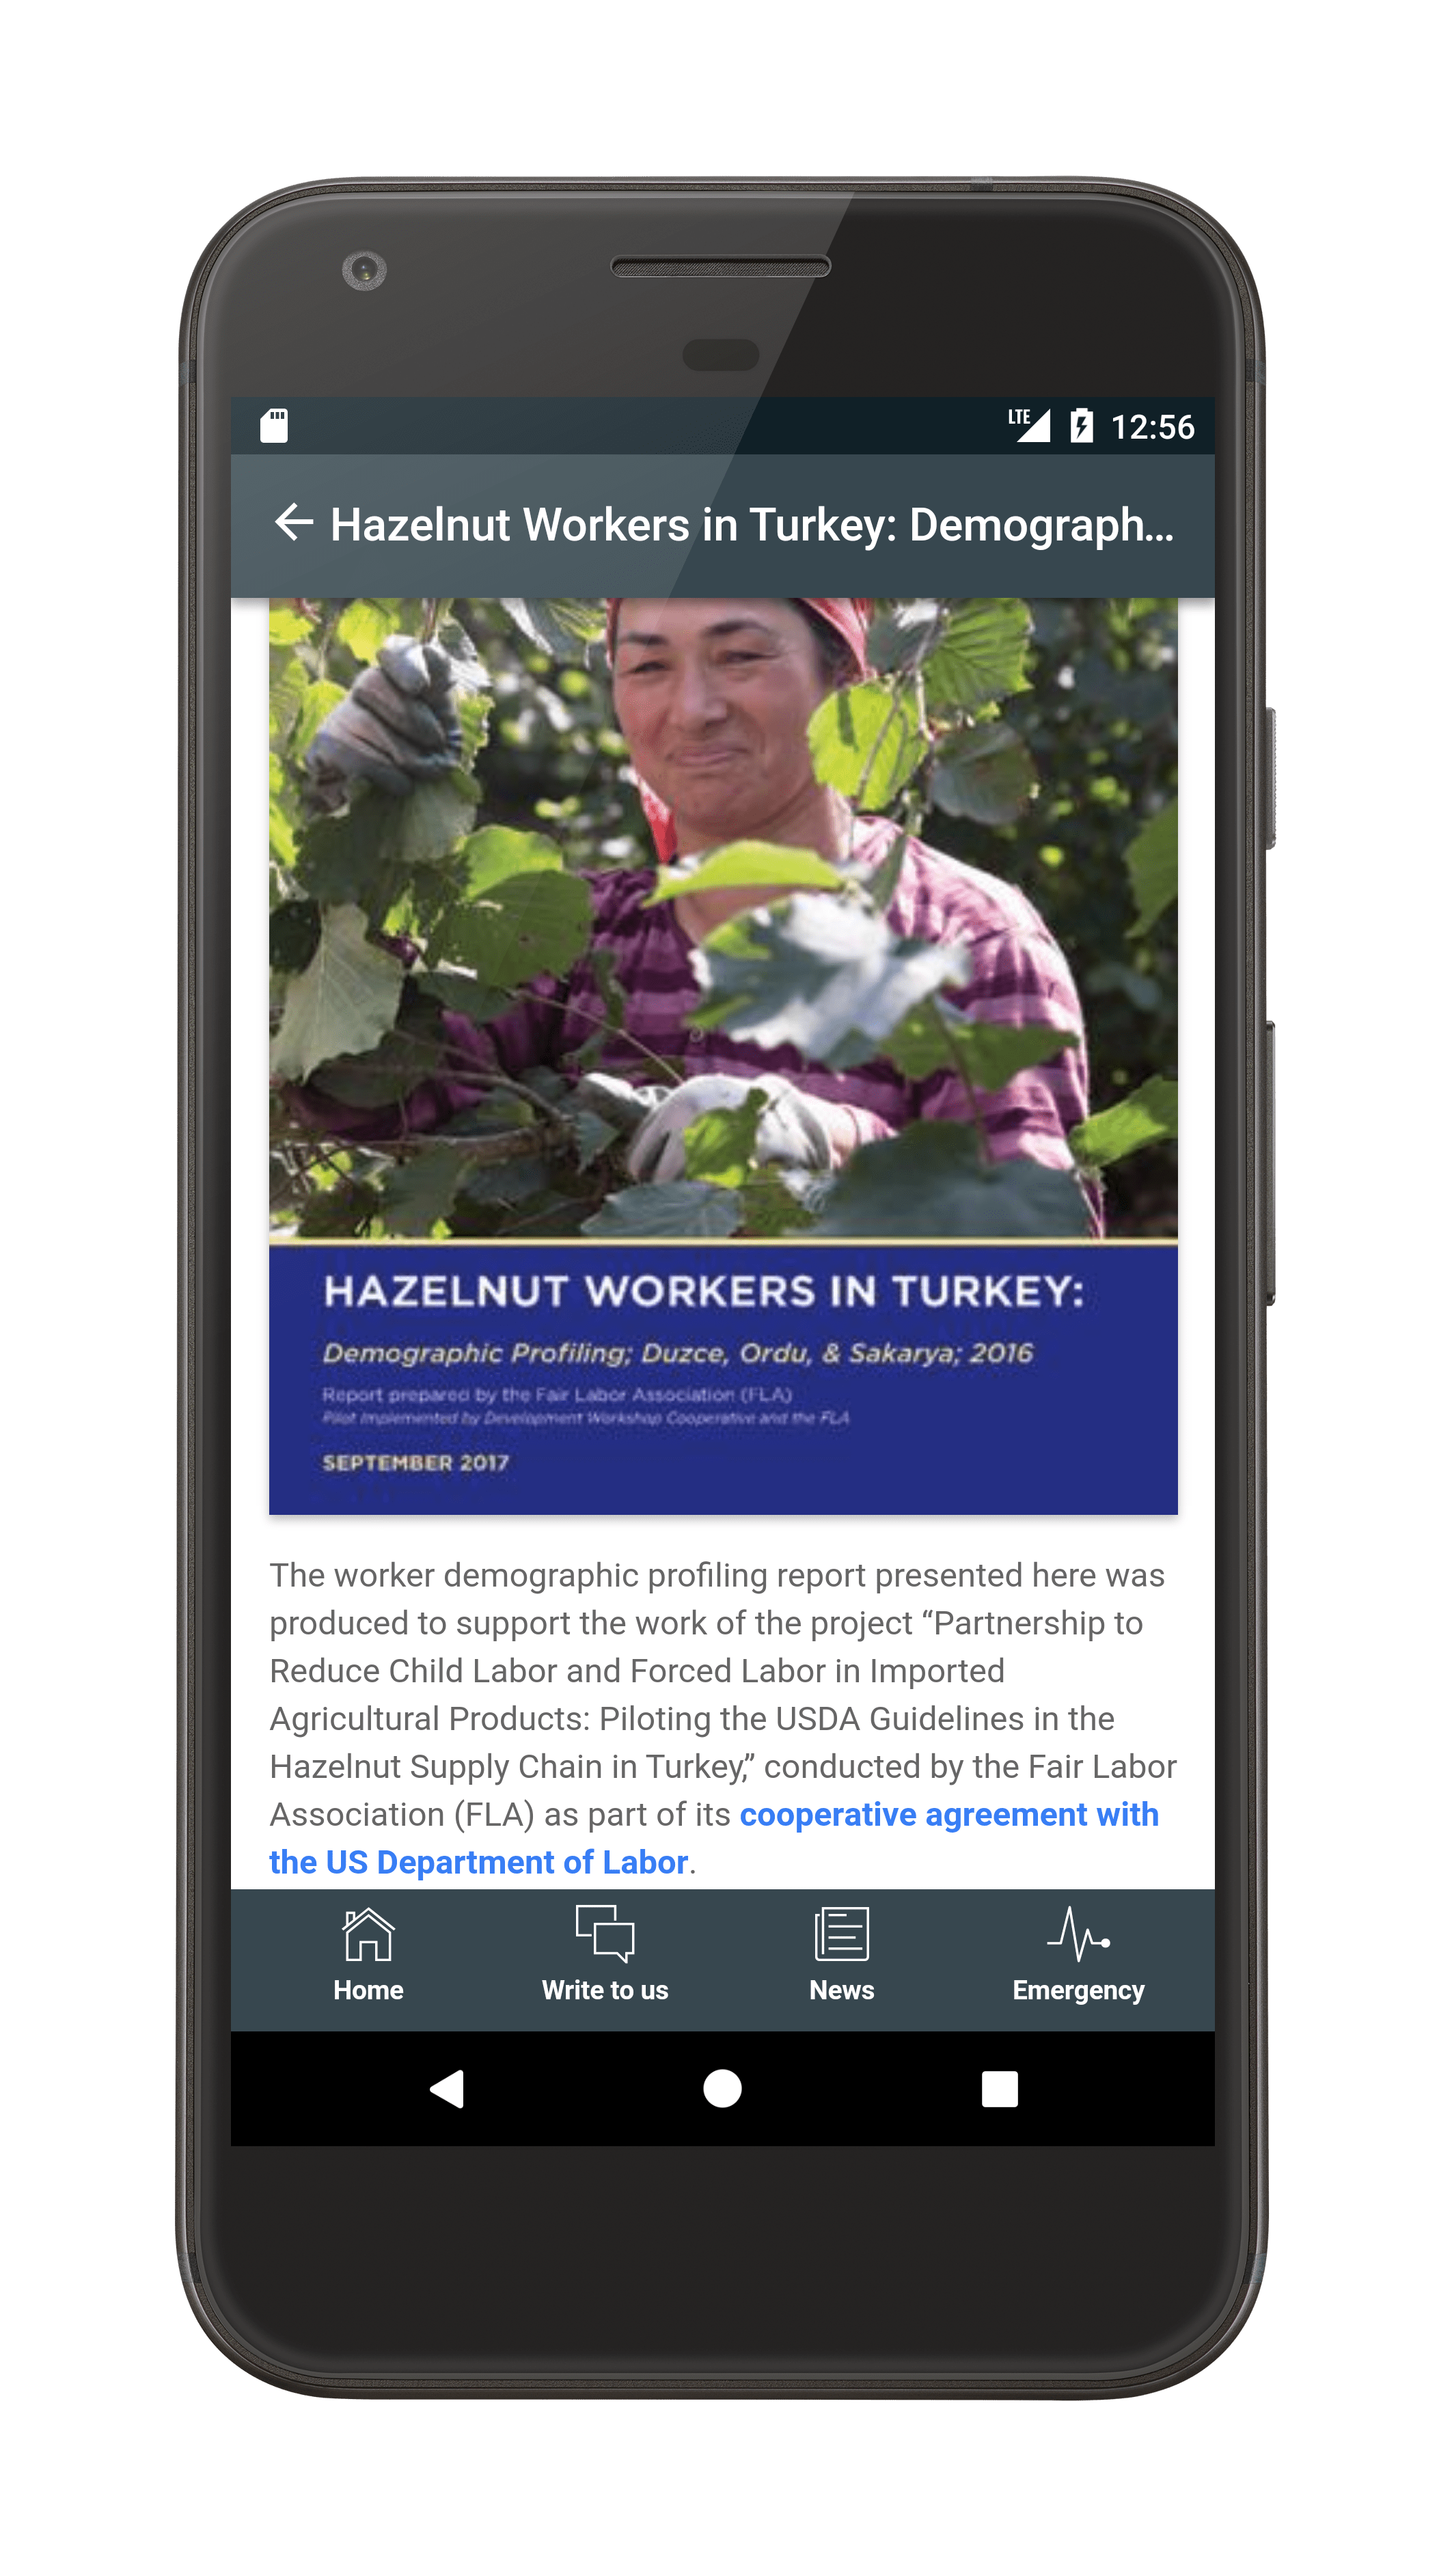 LTE 12:56
Hazelnut Workers in Turkey: Demograph...
HAZELNUT WORKERS IN TURKEY:
Demographic Profiling; Duzce, Ordu, & Sakarya; 2016
Report prepared by the Fair Labor Association (FLA)
Pilot Implemented by Development Workshop Cooperative and the FLA
SEPTEMBER 2017
The worker demographic profiling report presented here was
produced to support the work of the project “Partnership to
Reduce Child Labor and Forced Labor in Imported
Agricultural Products: Piloting the USDA Guidelines in the
Hazelnut Supply Chain in Turkey,” conducted by the Fair Labor
Association (FLA) as part of its cooperative agreement with
the US Department of Labor.
Home Write to us News Emergency